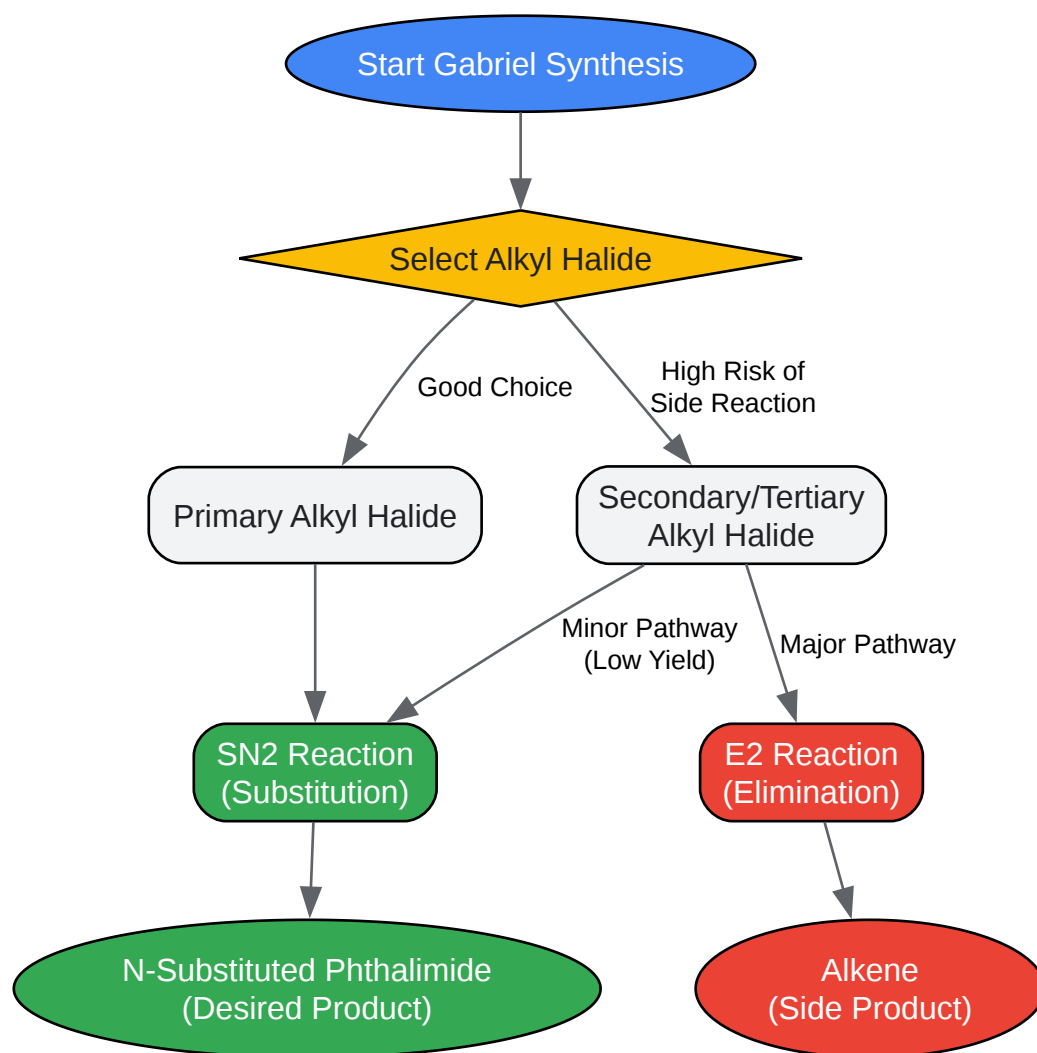 Start Gabriel Synthesis
Select Alkyl Halide
Good Choice
High Risk of
Side Reaction
Primary Alkyl Halide
Secondary/Tertiary
Alkyl Halide
Minor Pathway
(Low Yield)
Major Pathway
SN2 Reaction
(Substitution)
E2 Reaction
(Elimination)
N-Substituted Phthalimide
(Desired Product)
Alkene
(Side Product)